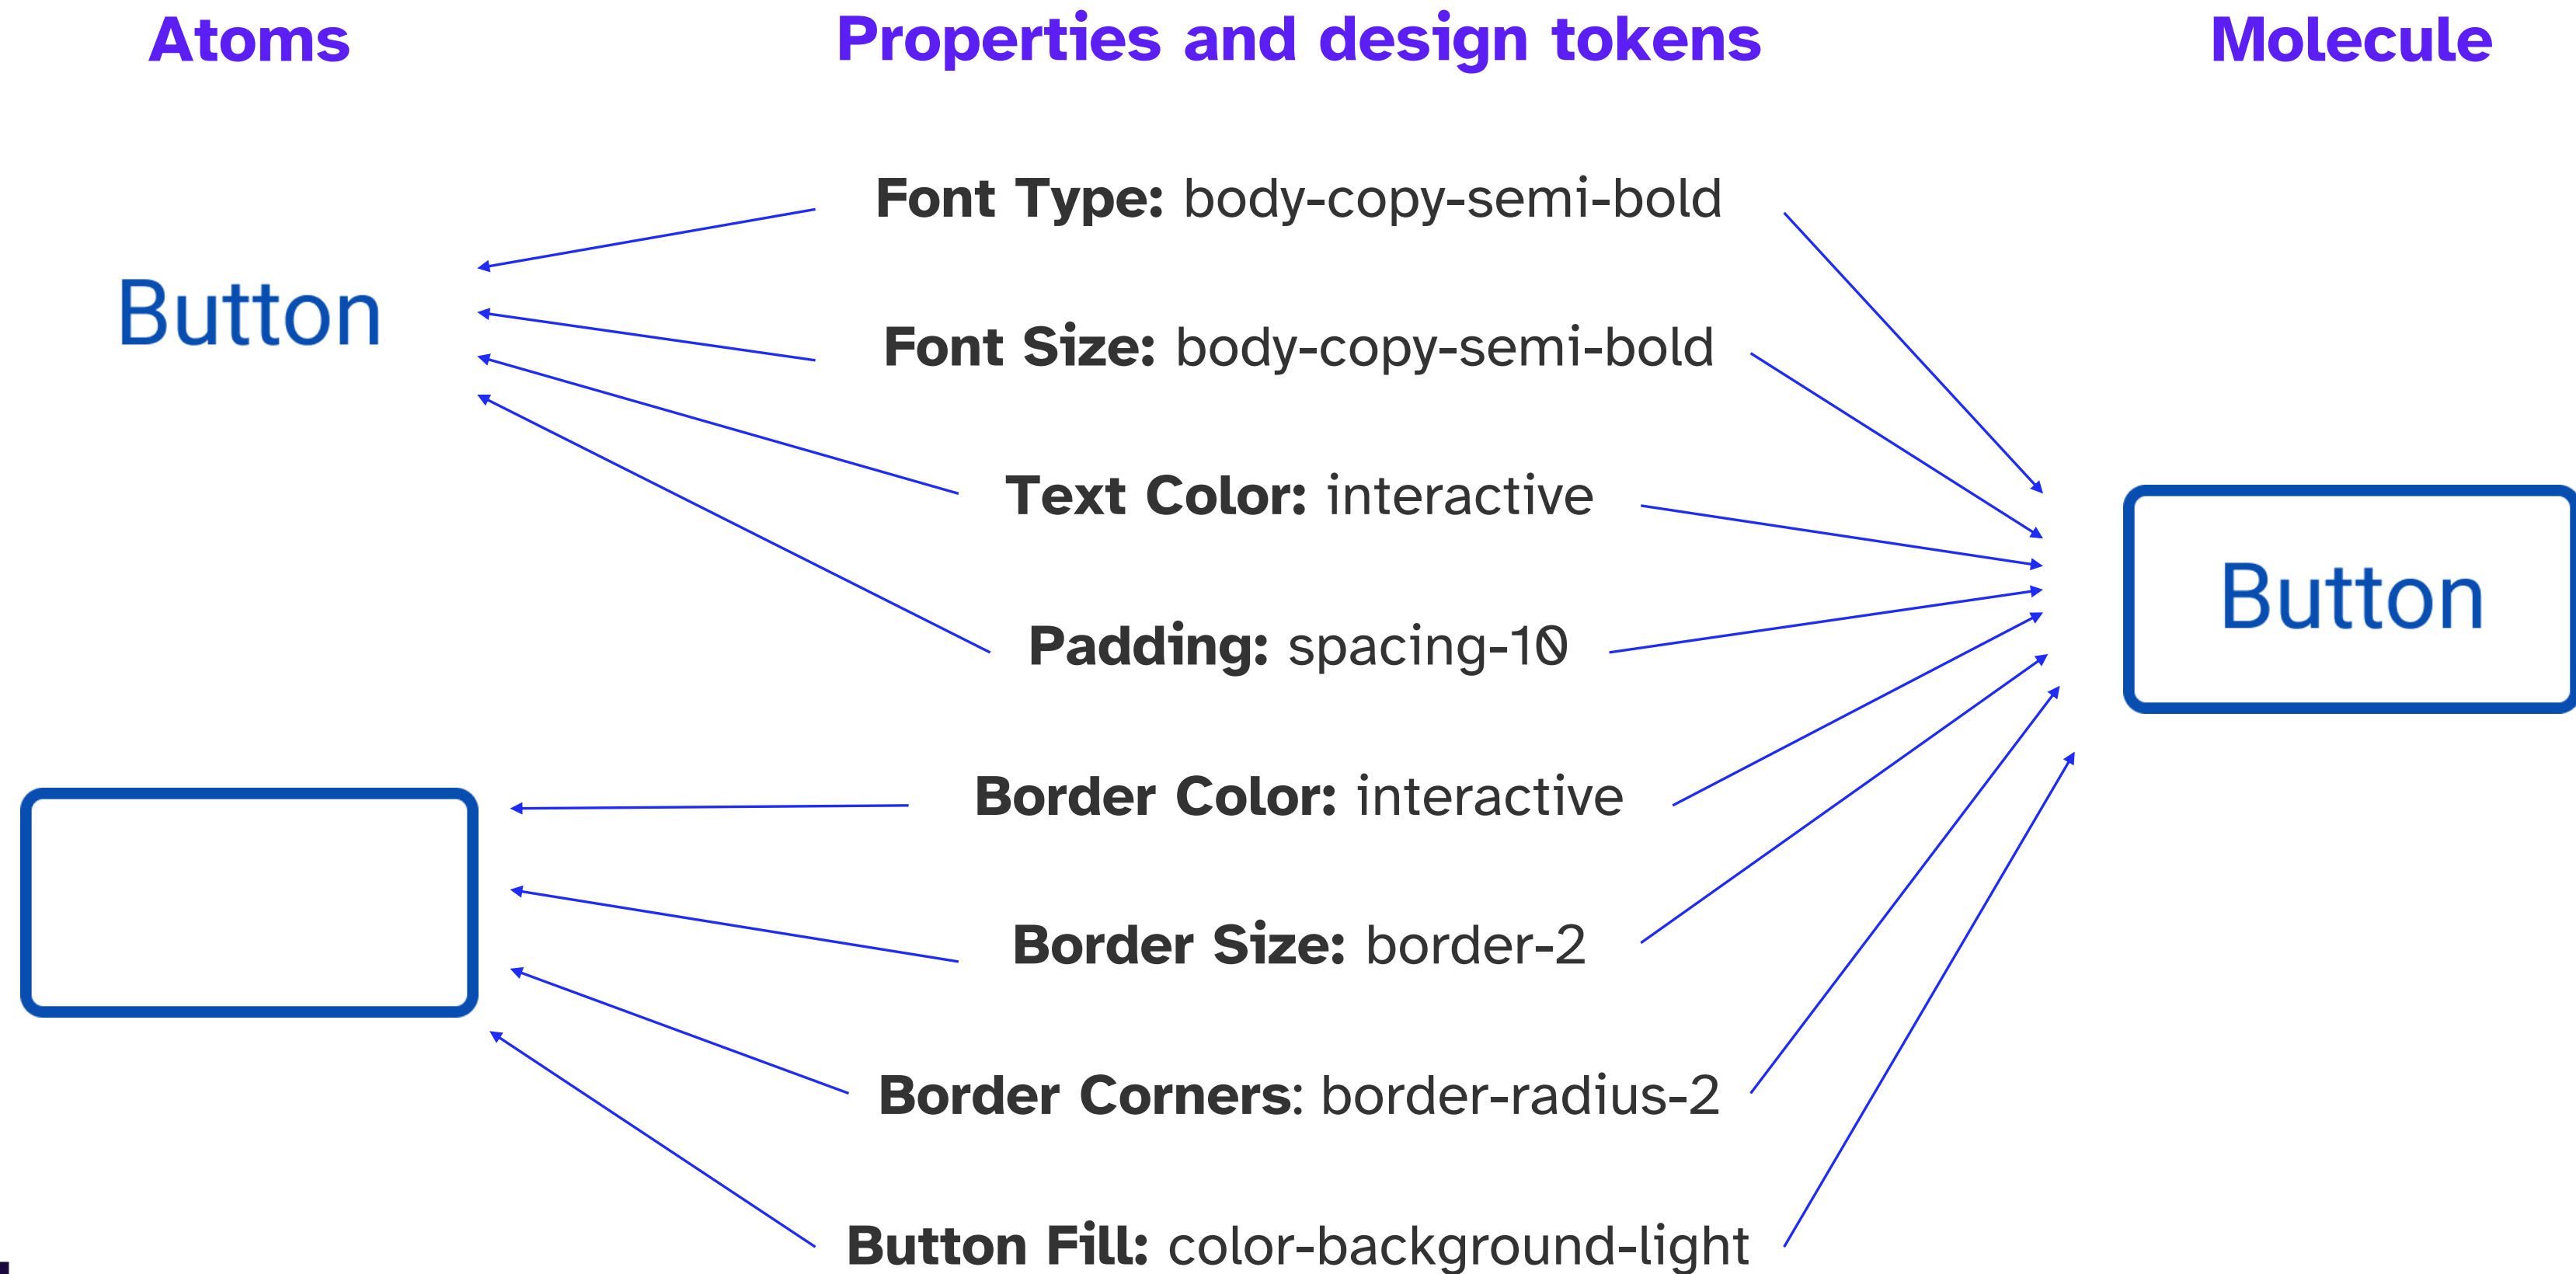 Atoms
Properties and design tokens
Molecule
Font Type: body-copy-semi-bold
Button
Font Size: body-copy-semi-bold
Text Color: interactive
Button
Padding: spacing-10
Border Color: interactive
Border Size: border-2
Border Corners: border-radius-2
Button Fill: color-background-light